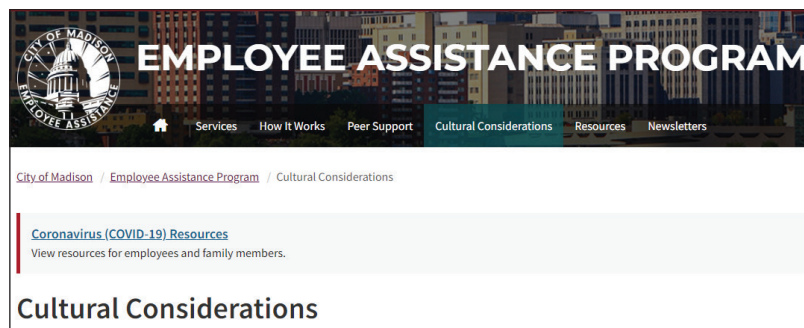 CITY OF MADISON
EMPLOYEE ASSISTANCE
EMPLOYEE ASSISTANCE PROGRAM
Services How It Works Peer Support Cultural Considerations Resources Newsletters
City of Madison / Employee Assistance Program / Cultural Considerations
Coronavirus (COVID-19) Resources
View resources for employees and family members.
Cultural Considerations